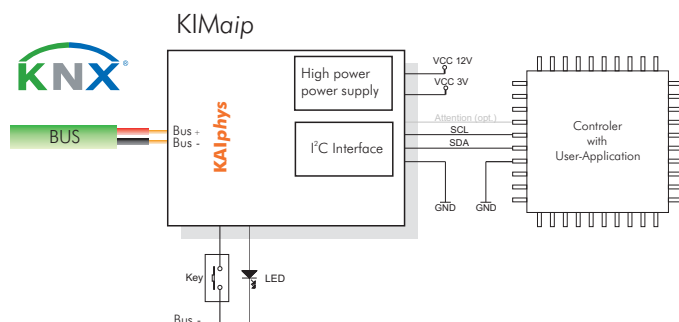 KIMaip
KNX®
BUS
Bus +
Bus -
KAIphys
High power
power supply
I²C Interface
VCC 12V
VCC 3V
Attention (opt.)
SCL
SDA
GND
GND
Controler
with
User-Application
Key
LED
Bus -